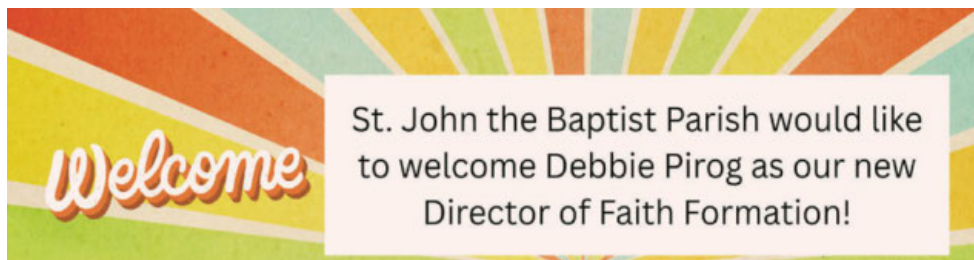 Welcome
St. John the Baptist Parish would like
to welcome Debbie Pirog as our new
Director of Faith Formation!